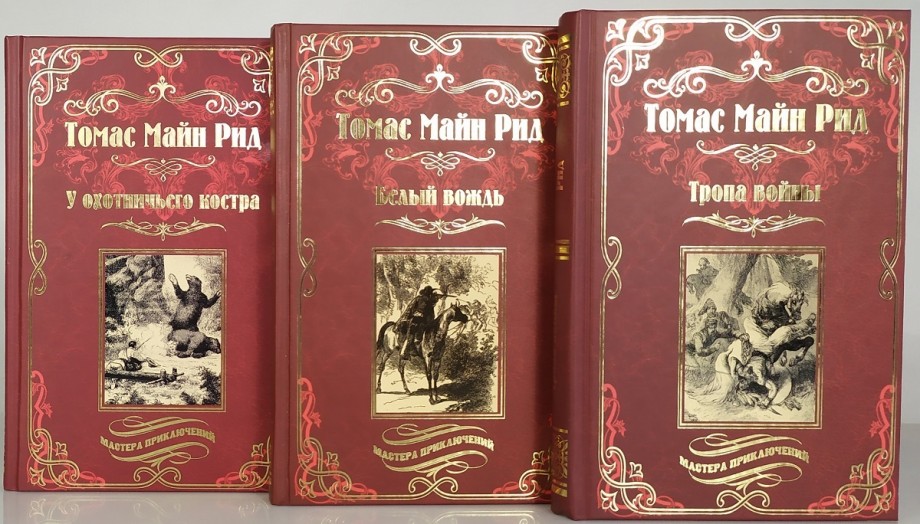 Томас Майн Рид
У охотничьего костра
МАСТЕРА ПРИКЛЮЧЕНИЙ
Томас Майн Рид
Белый вождь
МАСТЕРА ПРИКЛЮЧЕНИЙ
РИД
Томас Майн Рид
Тропа войны
МАСТЕРА ПРИКЛЮЧЕНИЙ